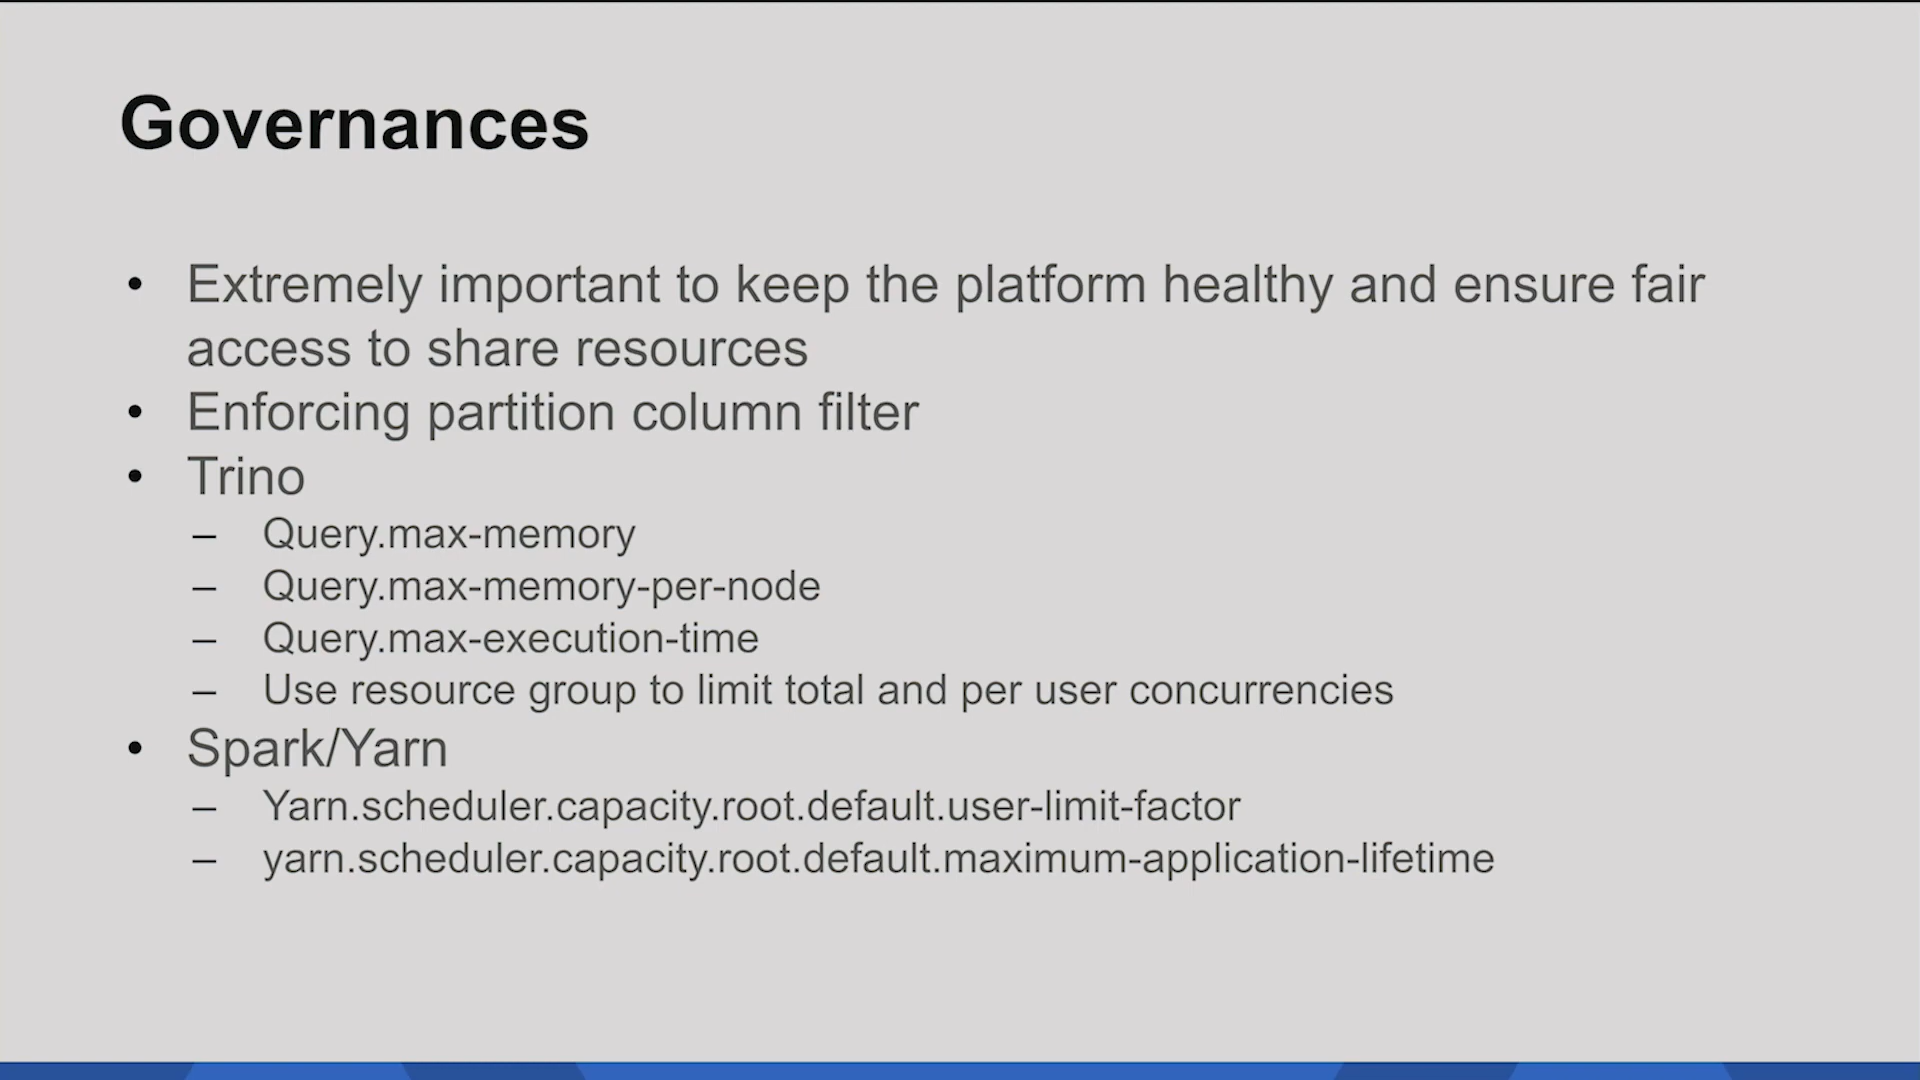 Governances
• Extremely important to keep the platform healthy and ensure fair
access to share resources
• Enforcing partition column filter
• Trino
– Query.max-memory
– Query.max-memory-per-node
– Query.max-execution-time
– Use resource group to limit total and per user concurrencies
• Spark/Yarn
– Yarn.scheduler.capacity.root.default.user-limit-factor
– yarn.scheduler.capacity.root.default.maximum-application-lifetime